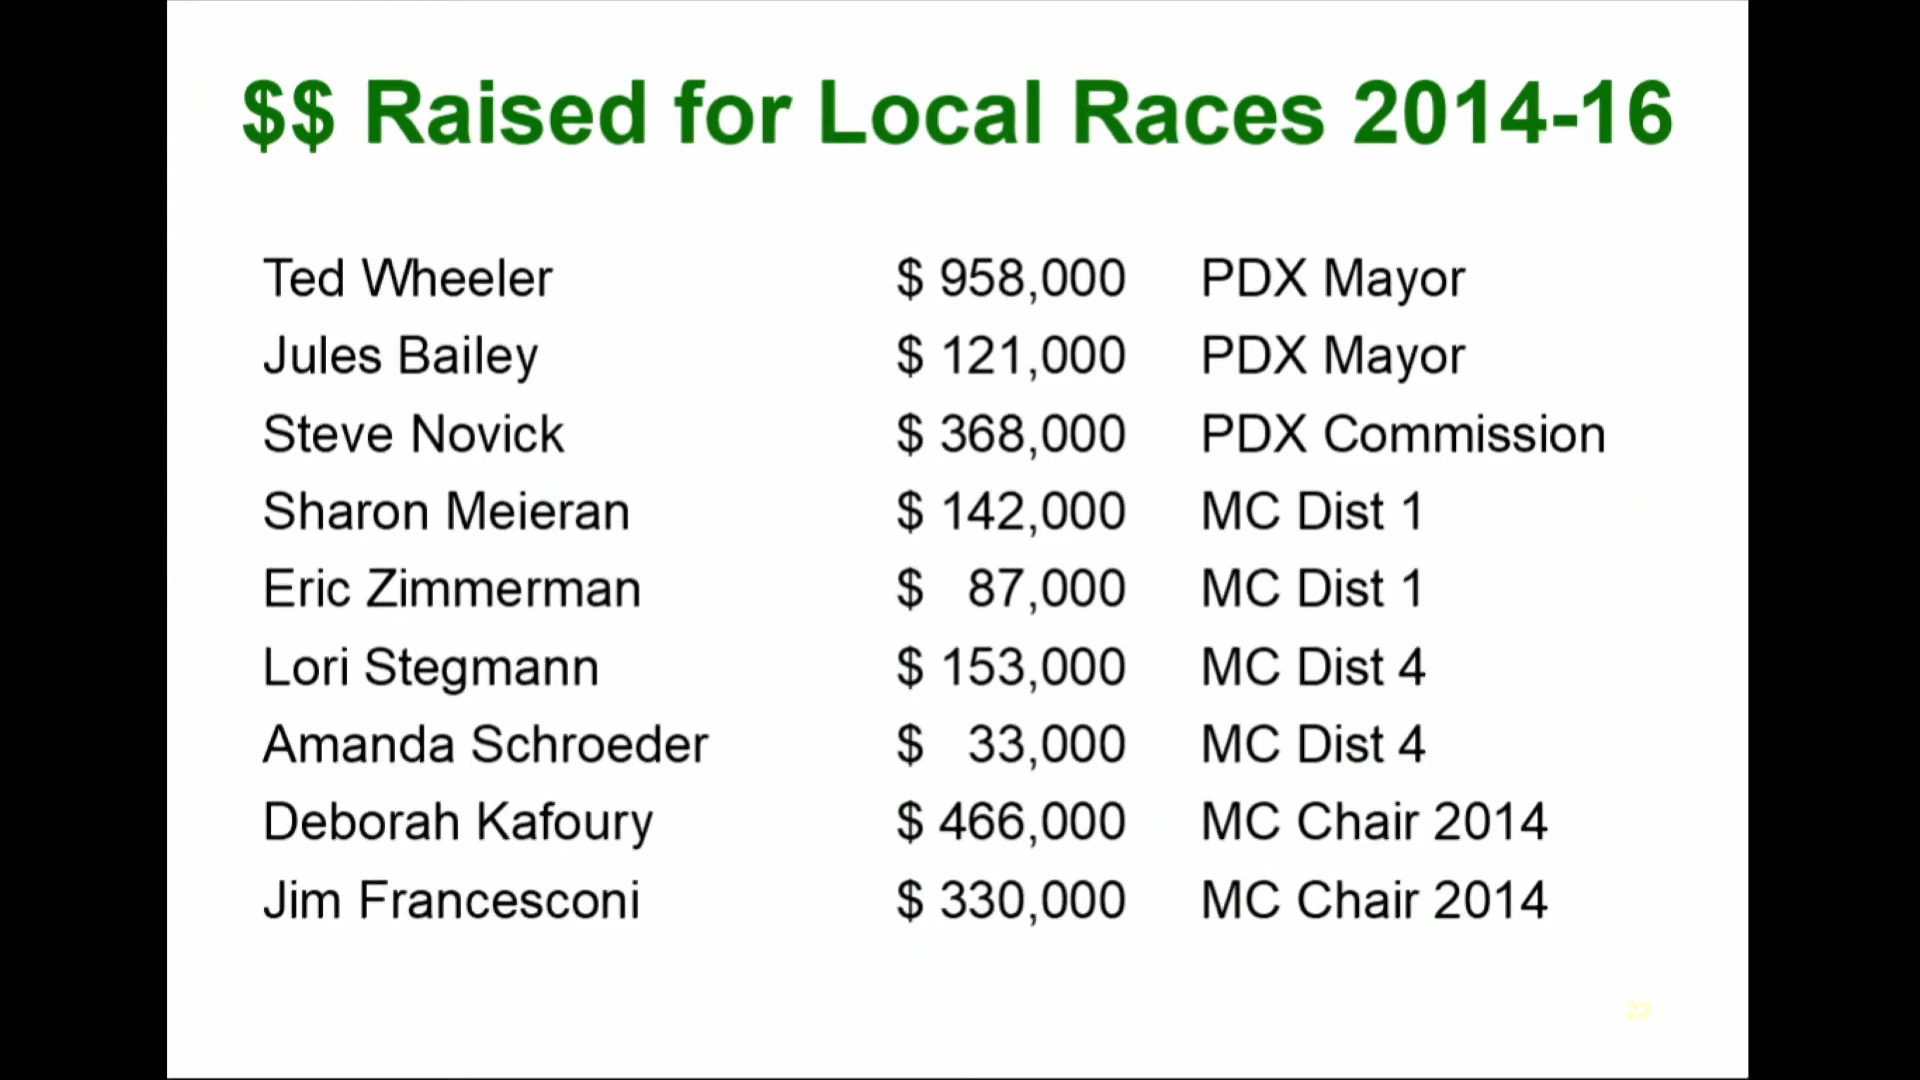 $$ Raised for Local Races 2014-16
Ted Wheeler $ 958,000 PDX Mayor
Jules Bailey $ 121,000 PDX Mayor
Steve Novick $ 368,000 PDX Commission
Sharon Meieran $ 142,000 MC Dist 1
Eric Zimmerman $ 87,000 MC Dist 1
Lori Stegmann $ 153,000 MC Dist 4
Amanda Schroeder $ 33,000 MC Dist 4
Deborah Kafoury $ 466,000 MC Chair 2014
Jim Francesconi $ 330,000 MC Chair 2014
22